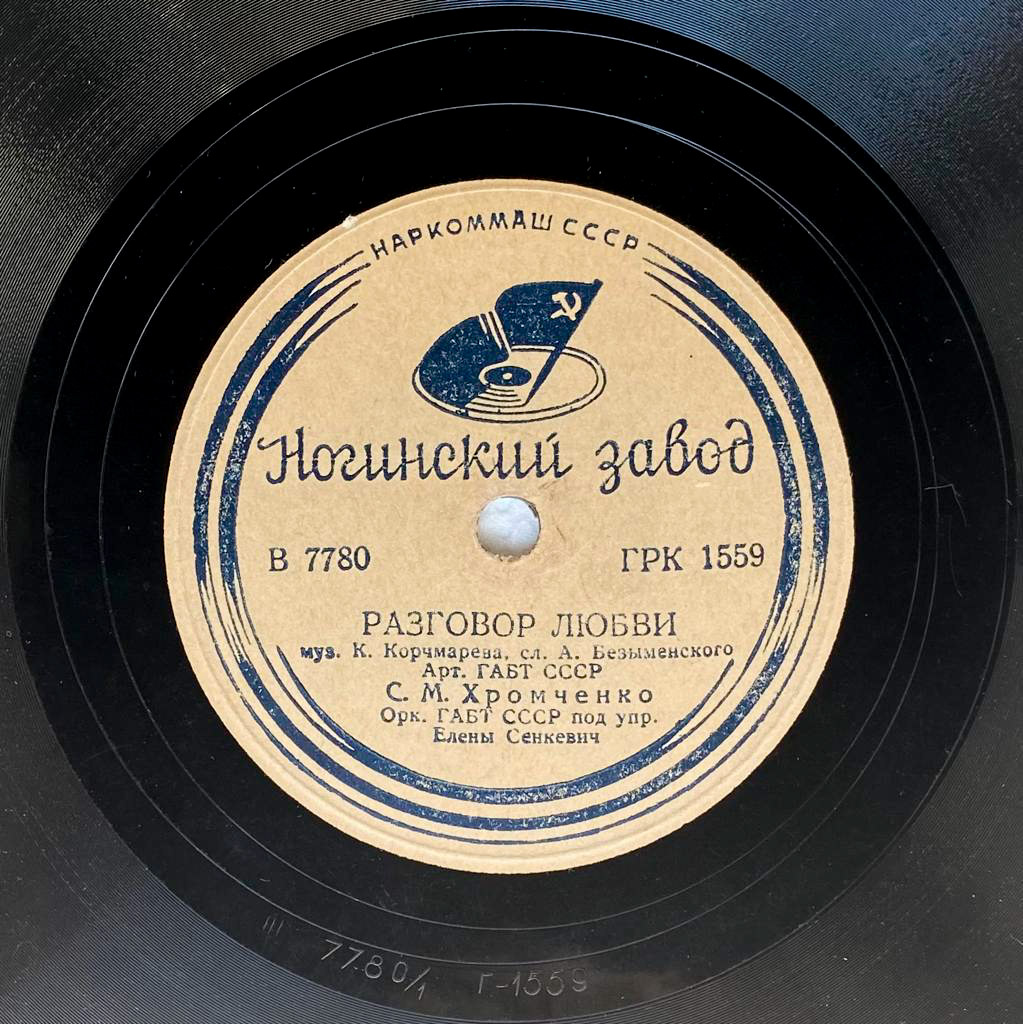 НАРКОММАШ СССР
Ногинский завод
В 7780 ГРК 1559
РАЗГОВОР ЛЮБВИ
муз. К. Корчмарева, сл. А. Безыменского
Арт. ГАБТ СССР
С. М. Хромченко
Орк. ГАБТ СССР под упр.
Елены Сенкевич
III 7780/1 Г-1559